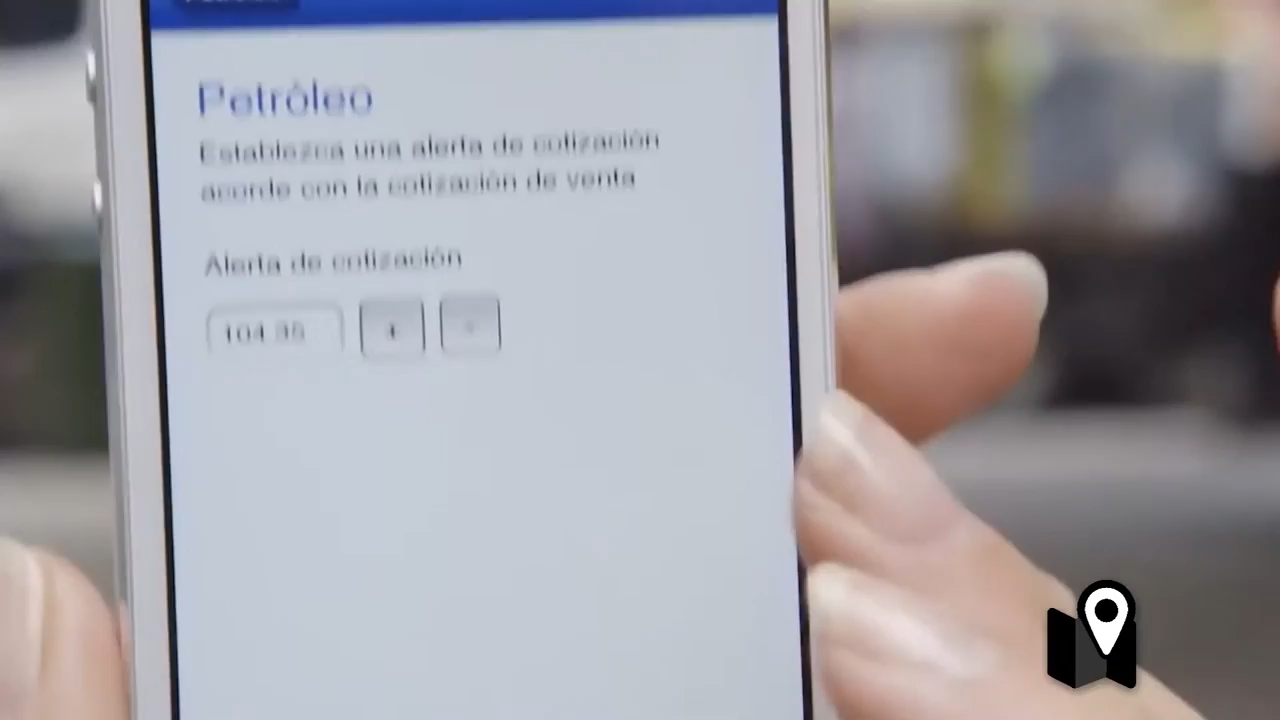 Petróleo
Establezca una alerta de cotización
acorde con la cotización de venta
Alerta de cotización
104.35 + -